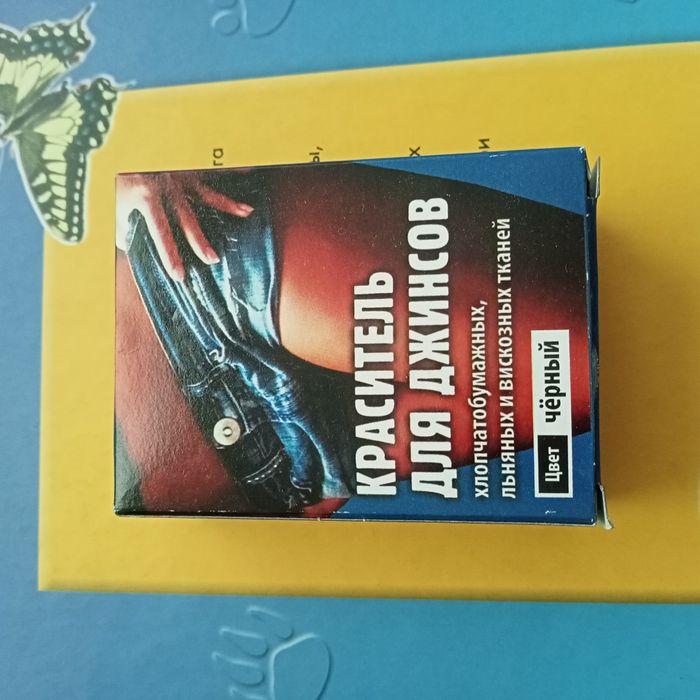 КРАСИТЕЛЬ
ДЛЯ ДЖИНСОВ
ХЛОПЧАТОБУМАЖНЫХ,
ЛЬНЯНЫХ И ВИСКОЗНЫХ ТКАНЕЙ
Цвет чёрный